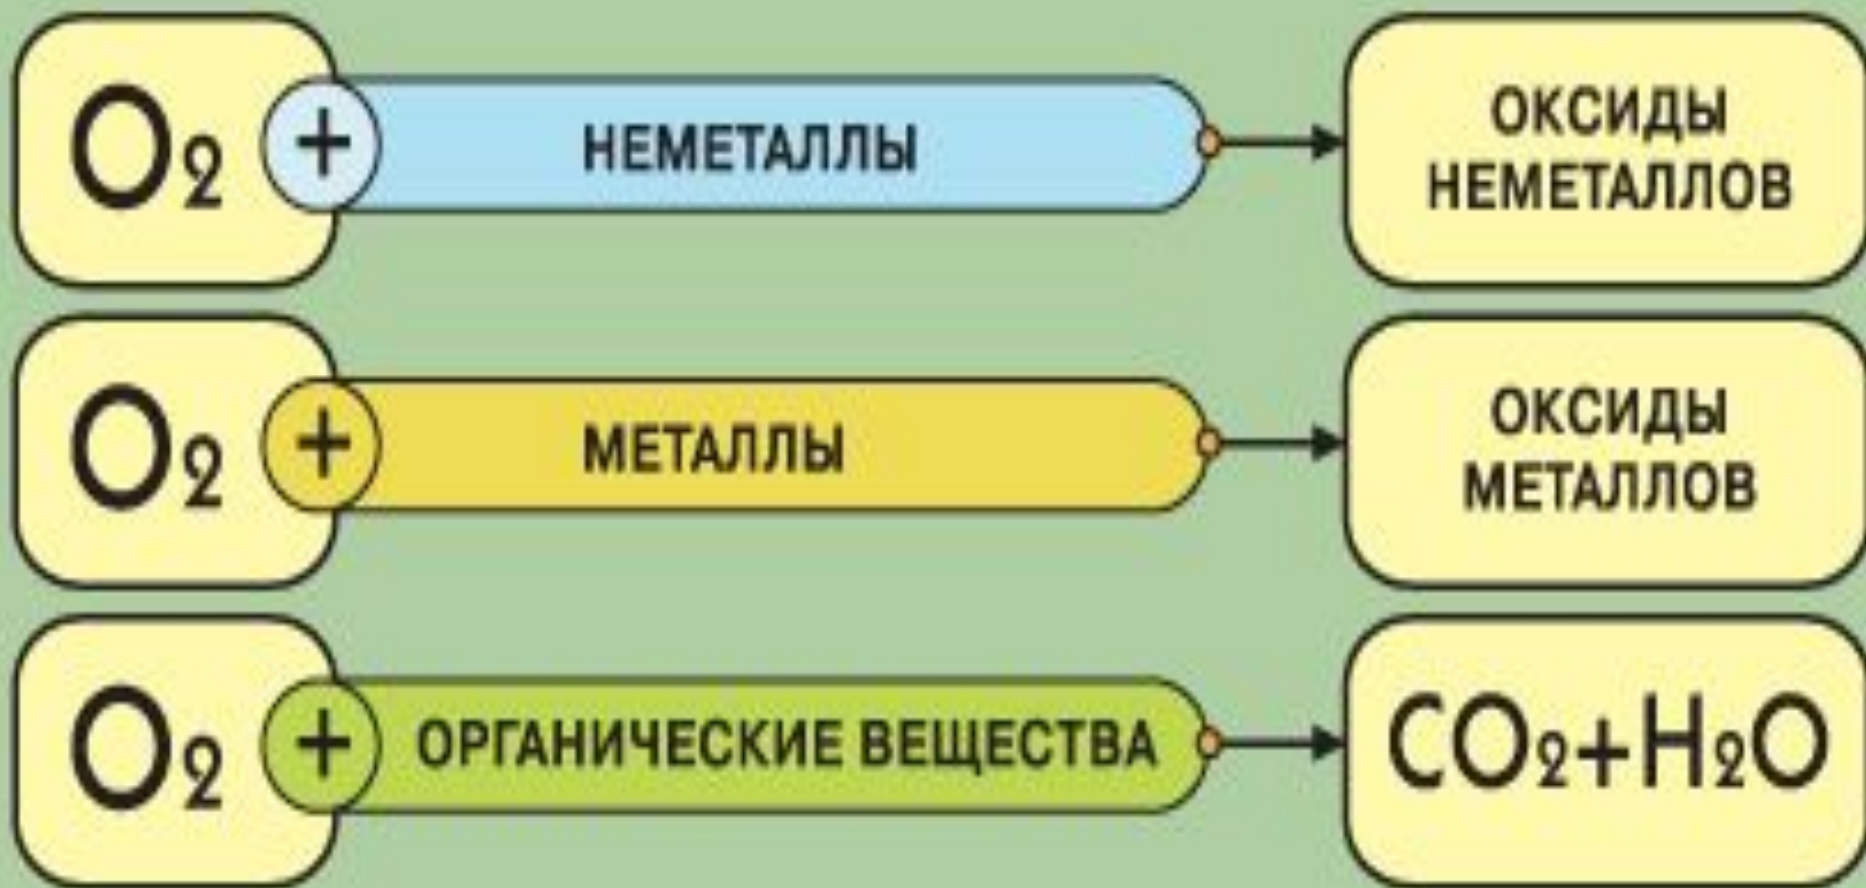 O₂ + НЕМЕТАЛЛЫ
ОКСИДЫ
НЕМЕТАЛЛОВ
O₂ + МЕТАЛЛЫ
ОКСИДЫ
МЕТАЛЛОВ
O₂ + ОРГАНИЧЕСКИЕ ВЕЩЕСТВА
CO₂+H₂O